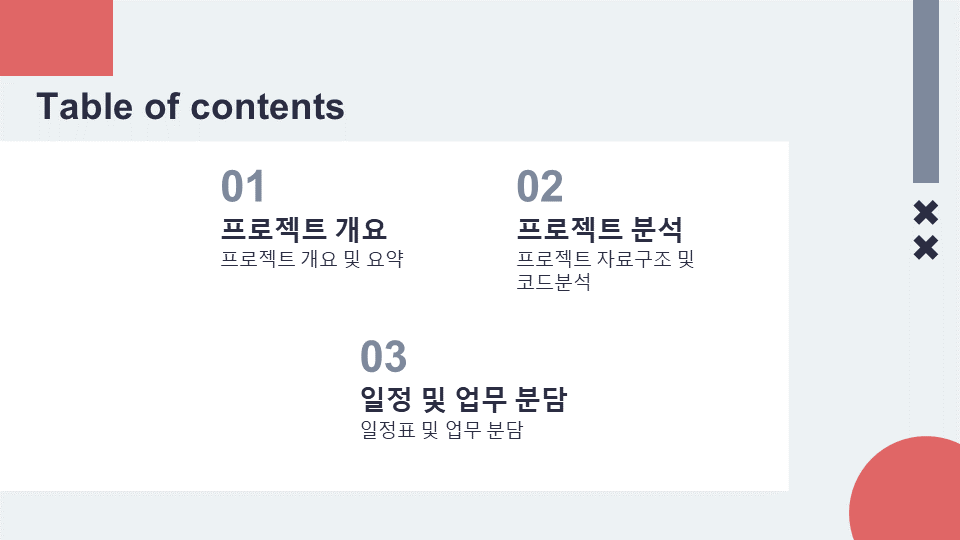 Table of contents
01
프로젝트 개요
프로젝트 개요 및 요약
02
프로젝트 분석
프로젝트 자료구조 및
코드분석
03
일정 및 업무 분담
일정표 및 업무 분담